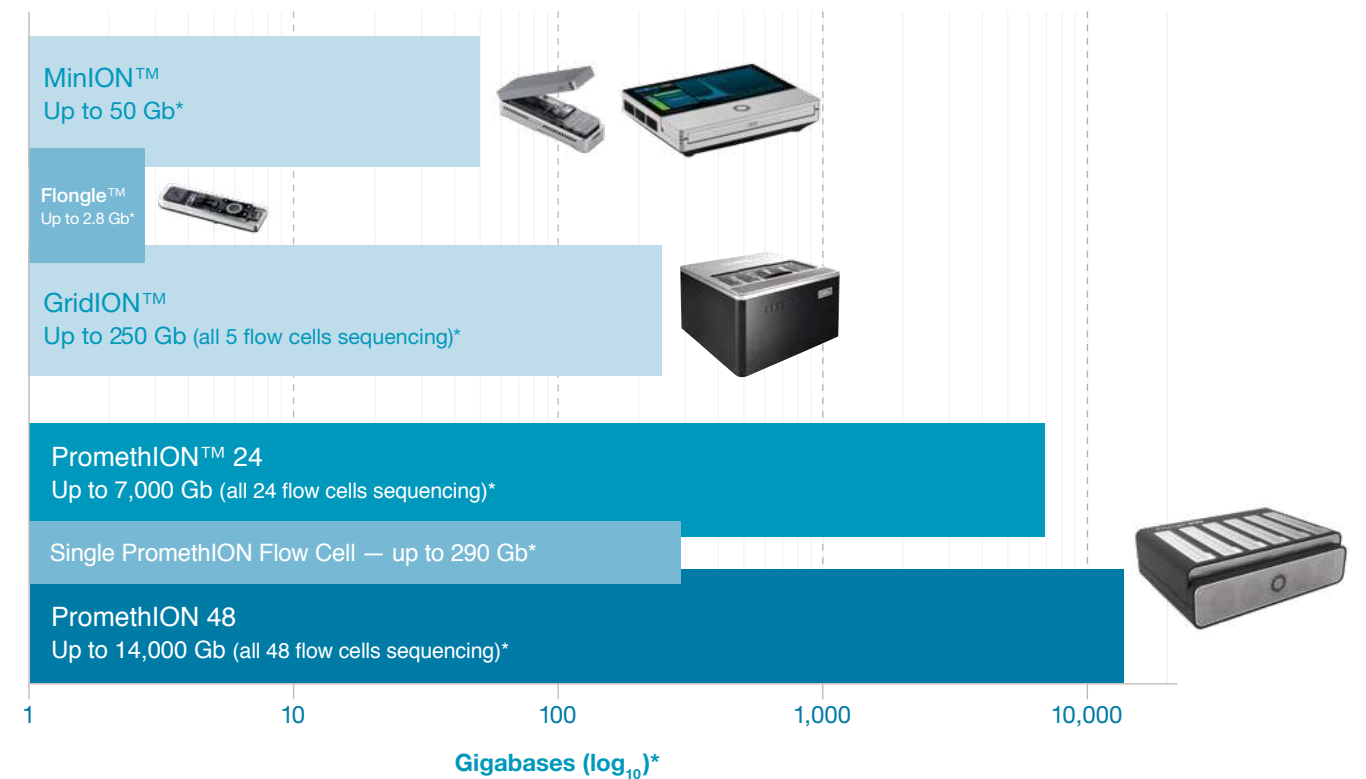 MinION™
Up to 50 Gb*
Flongle™
Up to 2.8 Gb*
GridION™
Up to 250 Gb (all 5 flow cells sequencing)*
PromethION™ 24
Up to 7,000 Gb (all 24 flow cells sequencing)*
Single PromethION Flow Cell — up to 290 Gb*
PromethION 48
Up to 14,000 Gb (all 48 flow cells sequencing)*
1 10 100 1,000 10,000
Gigabases (log₁₀)*